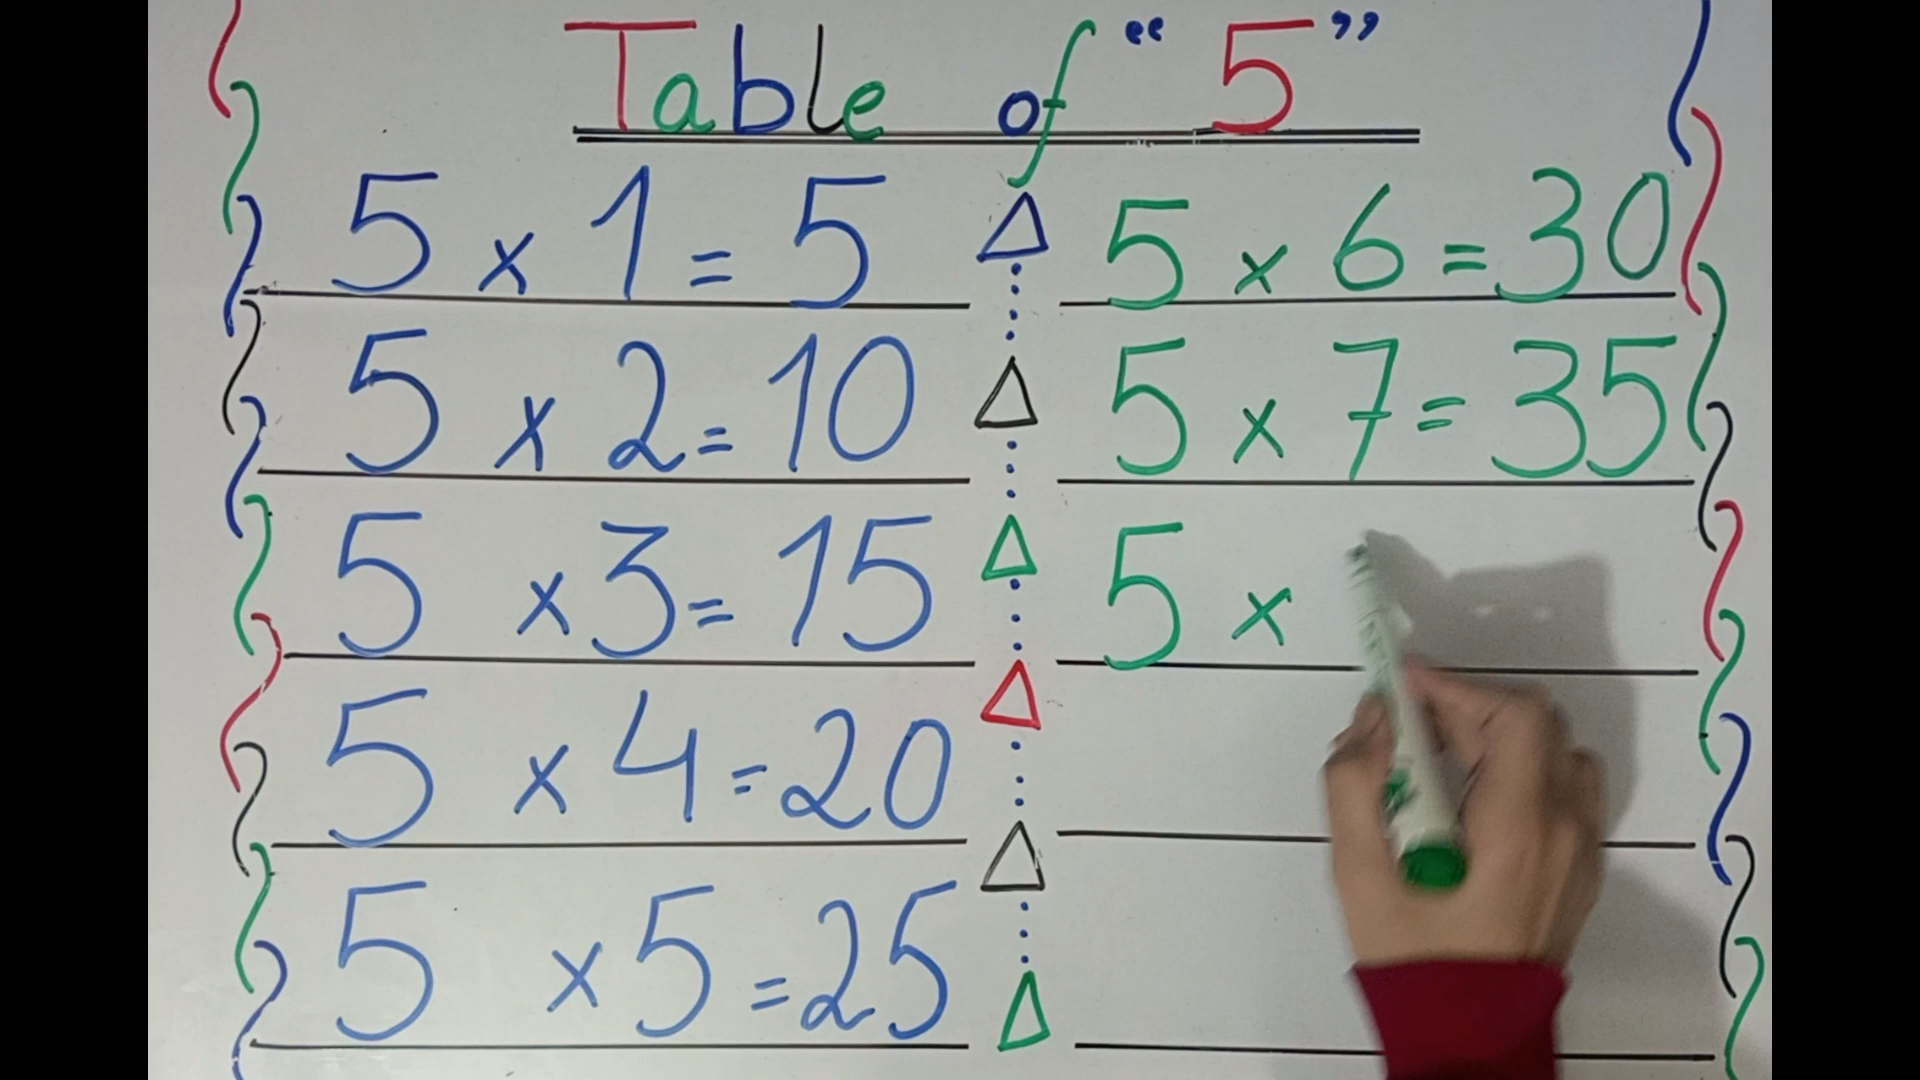 Table of “5”
5 x 1 = 5
5 x 2 = 10
5 x 3 = 15
5 x 4 = 20
5 x 5 = 25
5 x 6 = 30
5 x 7 = 35
5 x